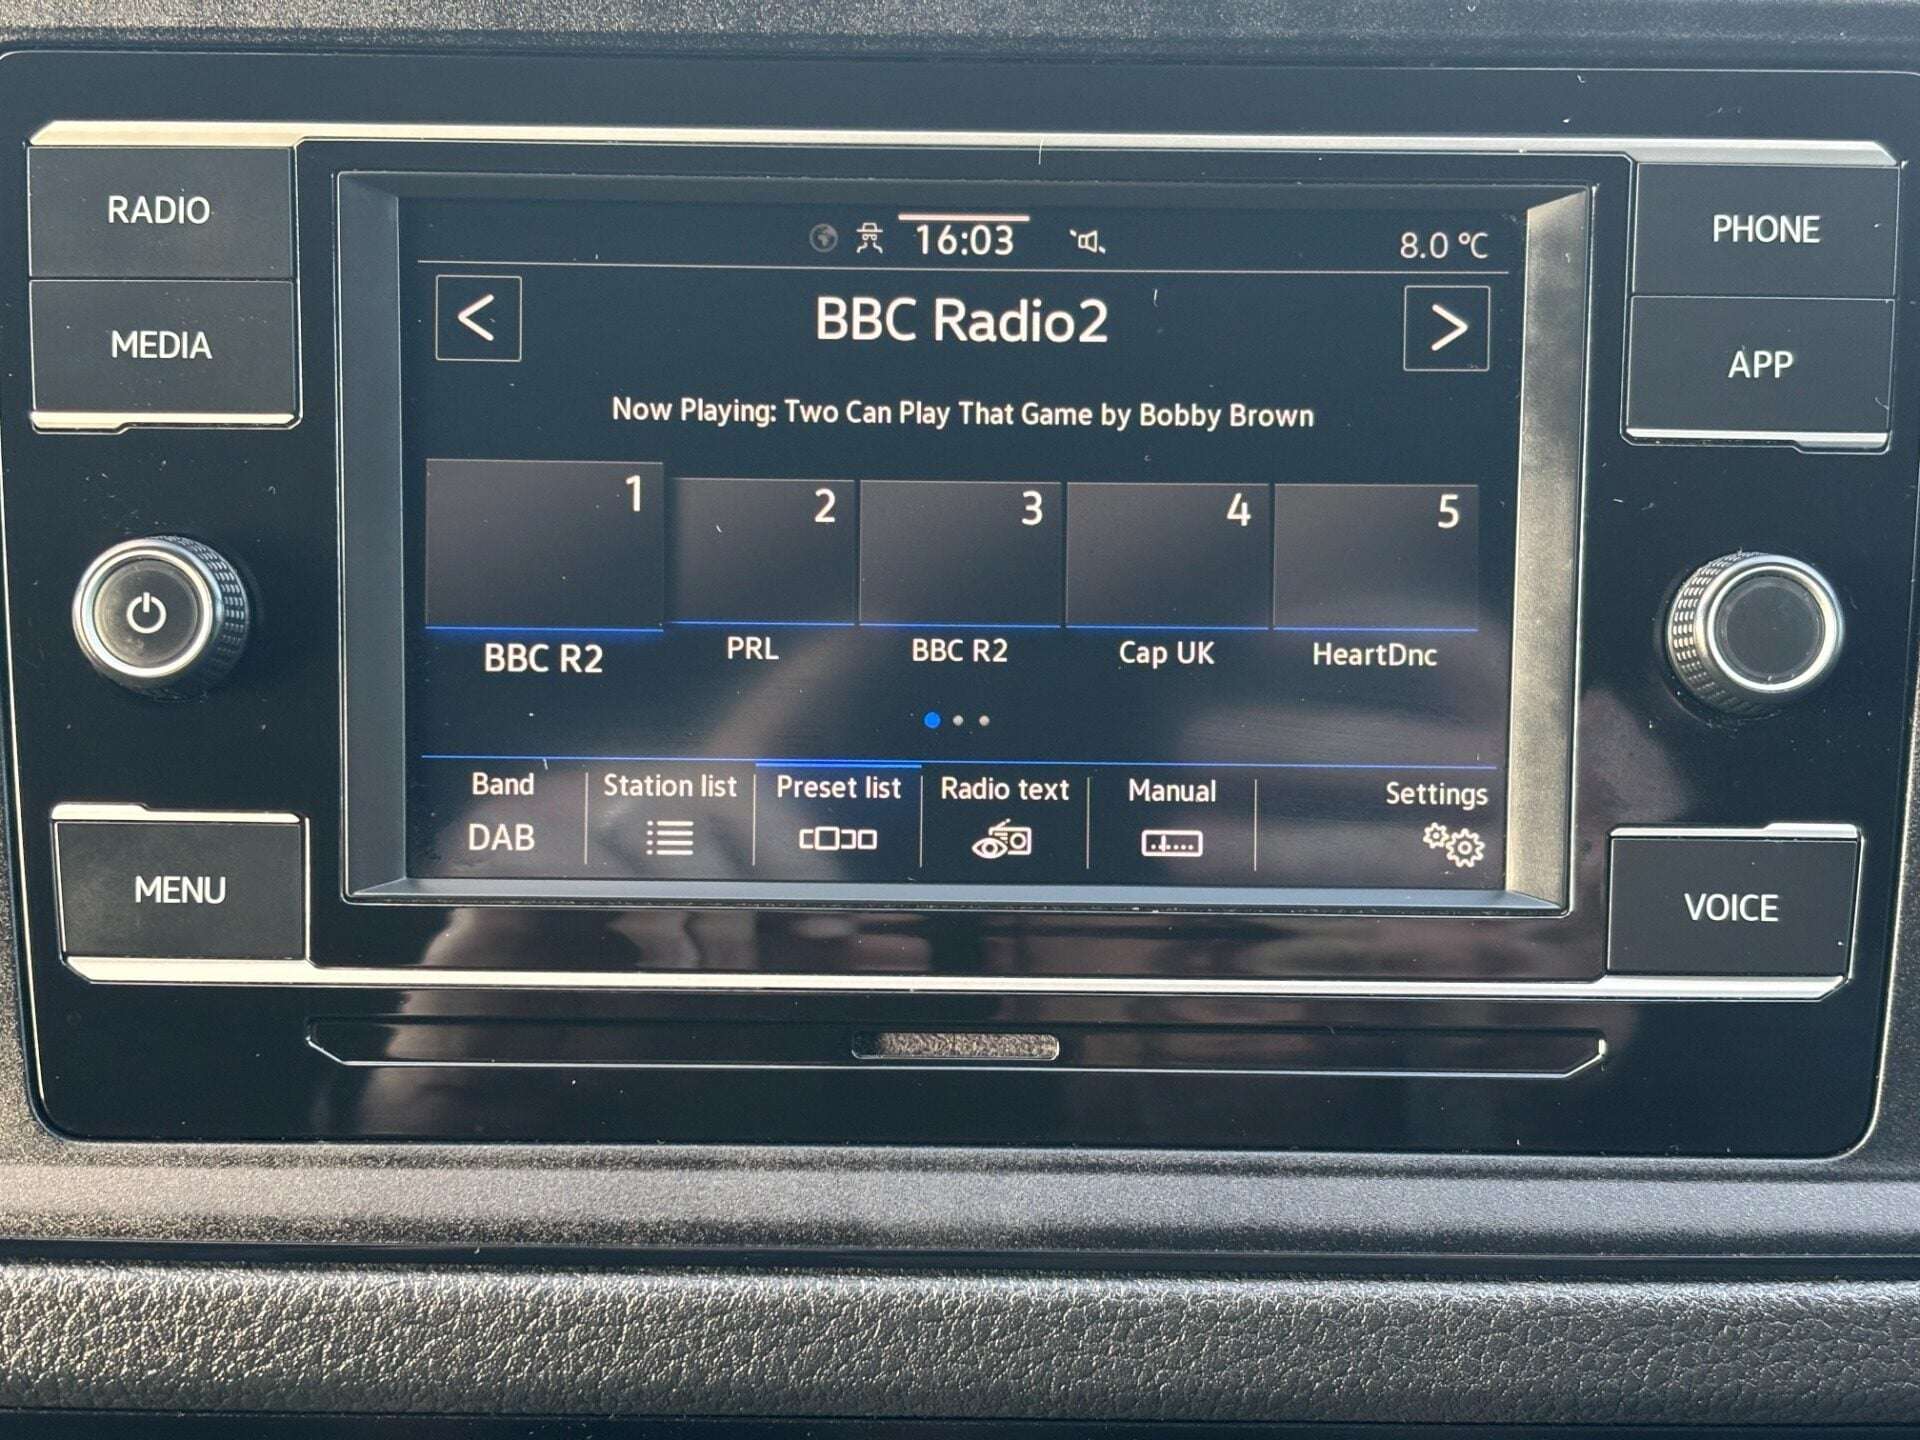 RADIO
MEDIA
MENU
16:03
8.0 °C
<
BBC Radio2
>
Now Playing: Two Can Play That Game by Bobby Brown
1
2
3
4
5
BBC R2
PRL
BBC R2
Cap UK
HeartDnc
Band
Station list
Preset list
Radio text
Manual
Settings
DAB
PHONE
APP
VOICE